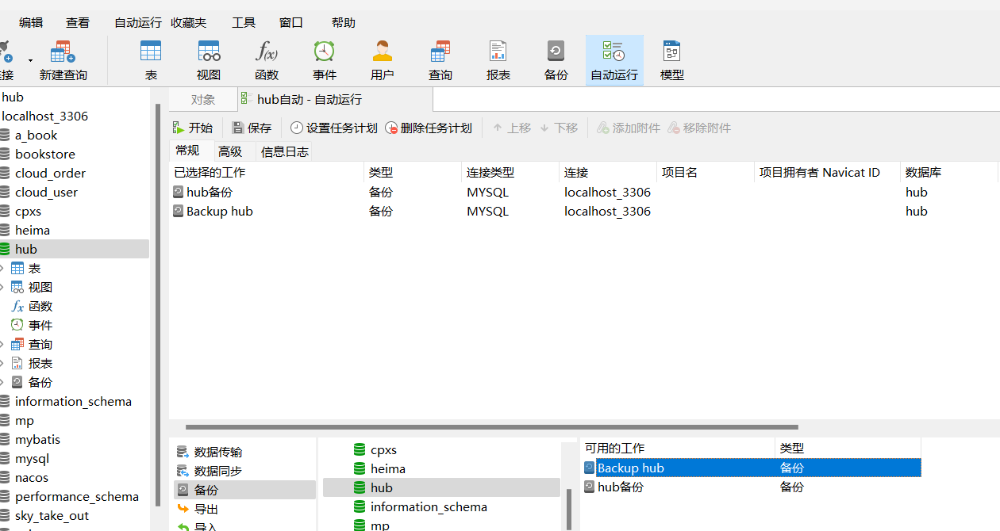 编辑 查看 自动运行 收藏夹 工具 窗口 帮助
新建查询 表 视图 函数 事件 用户 查询 报表 备份 自动运行 模型
hub
localhost_3306
a_book
bookstore
cloud_order
cloud_user
cpxs
heima
hub
表
视图
函数
事件
查询
报表
备份
information_schema
mp
mybatis
mysql
nacos
performance_schema
sky_take_out
对象 hub自动 - 自动运行
开始 保存 设置任务计划 删除任务计划 上移 下移 添加附件 移除附件
常规 高级 信息日志
已选择的工作 类型 连接类型 连接 项目名 项目拥有者 Navicat ID 数据库
hub备份 备份 MYSQL localhost_3306 hub
Backup hub 备份 MYSQL localhost_3306 hub
数据传输
数据同步
备份
导出
导入
cpxs
heima
hub
information_schema
mp
可用的工作 类型
Backup hub 备份
hub备份 备份